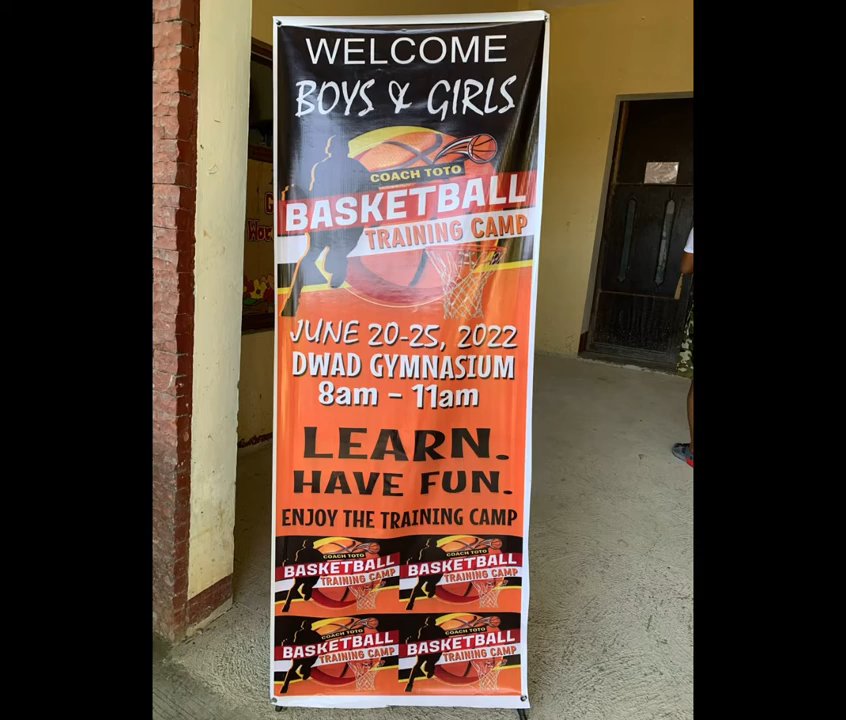 WELCOME
BOYS & GIRLS
COACH TOTO
BASKETBALL
TRAINING CAMP
JUNE 20-25, 2022
DWAD GYMNASIUM
8am - 11am
LEARN.
HAVE FUN.
ENJOY THE TRAINING CAMP
COACH TOTO
BASKETBALL
TRAINING CAMP
COACH TOTO
BASKETBALL
TRAINING CAMP
COACH TOTO
BASKETBALL
TRAINING CAMP
COACH TOTO
BASKETBALL
TRAINING CAMP